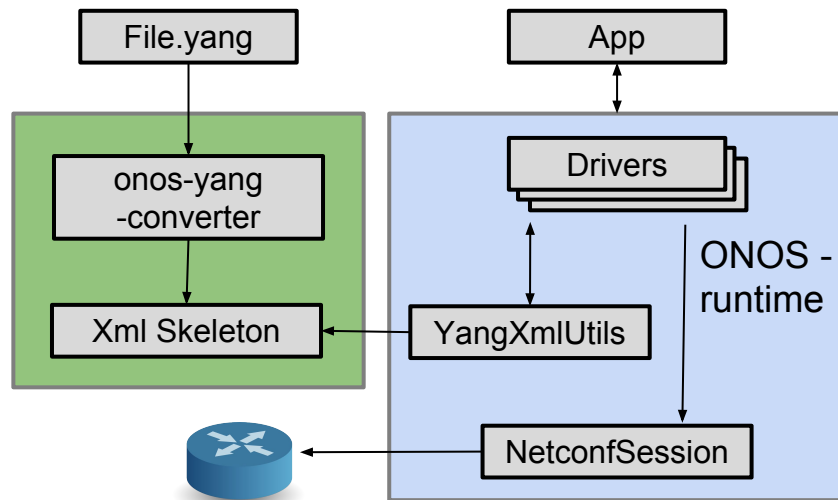 File.yang
App
onos-yang
-converter
Drivers
ONOS -
runtime
Xml Skeleton
YangXmlUtils
NetconfSession